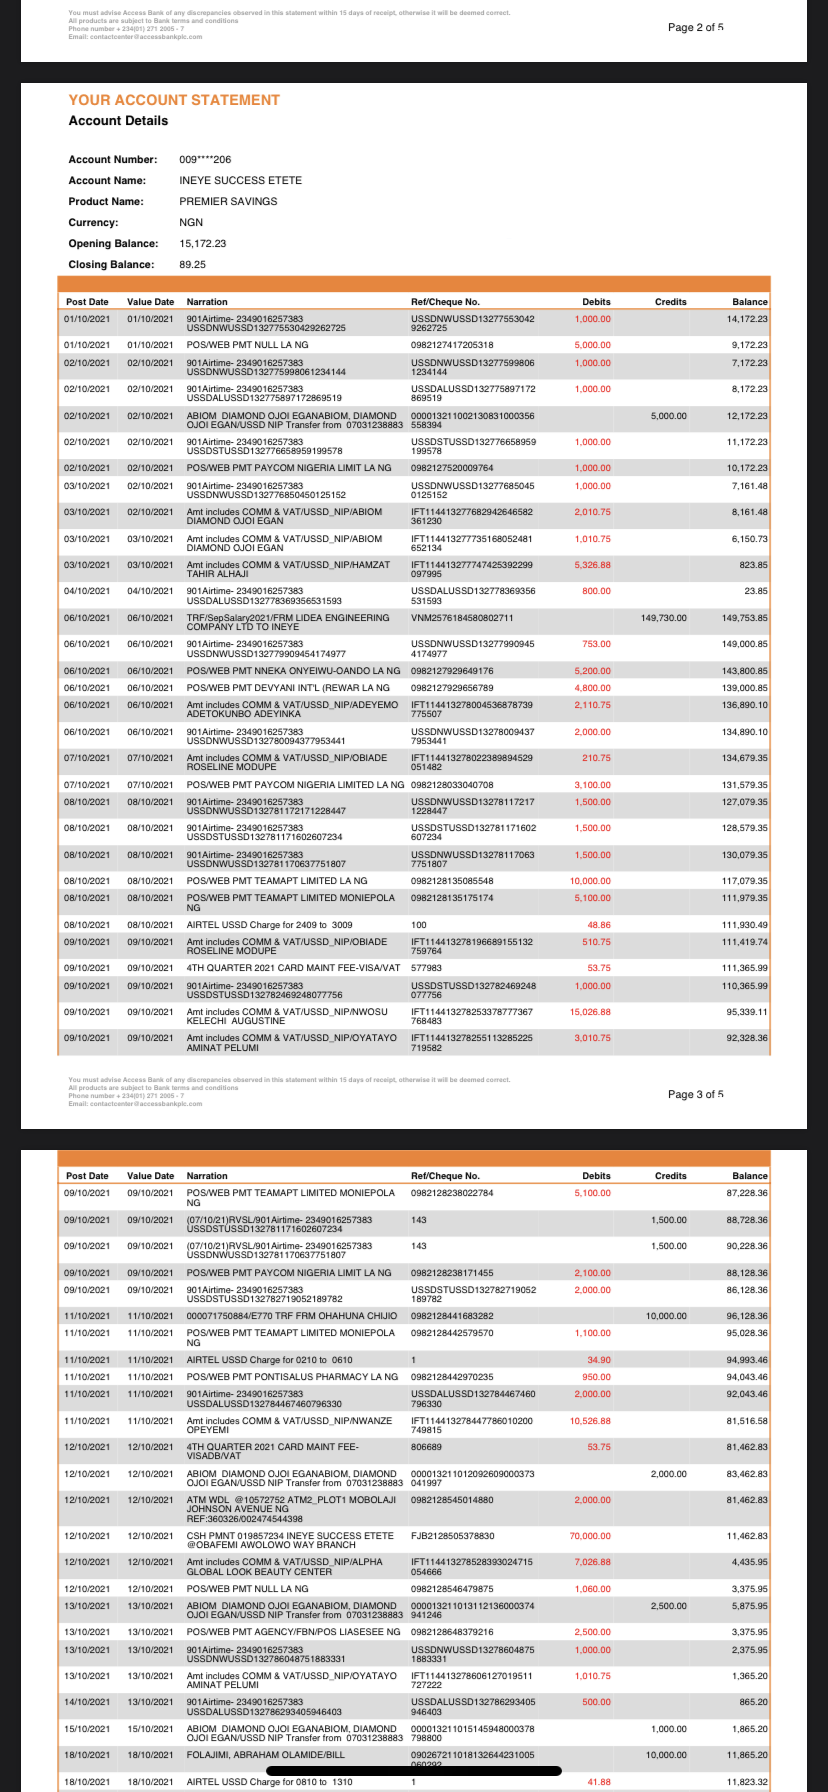 You must advise Access Bank of any discrepancies observed in this statement within 15 days of receipt, otherwise it will be deemed correct.
All products are subject to Bank terms and conditions
Phone number + 234(01) 271 2005 - 7
Email: contactcenter@accessbankplc.com
Page 2 of 5
YOUR ACCOUNT STATEMENT
Account Details
Account Number: 009****206
Account Name: INEYE SUCCESS ETETE
Product Name: PREMIER SAVINGS
Currency: NGN
Opening Balance: 15,172.23
Closing Balance: 89.25
Post Date Value Date Narration Ref/Cheque No. Debits Credits Balance
01/10/2021 01/10/2021 901Airtime- 2349016257383 USSDNWUSSD13277553042 1,000.00 14,172.23
USSDNWUSSD132775530429262725 9262725
01/10/2021 01/10/2021 POS/WEB PMT NULL LA NG 0982127417205318 5,000.00 9,172.23
02/10/2021 02/10/2021 901Airtime- 2349016257383 USSDNWUSSD13277599806 1,000.00 7,172.23
USSDNWUSSD132775998061234144 1234144
02/10/2021 02/10/2021 901Airtime- 2349016257383 USSDALUSSD132775897172 1,000.00 8,172.23
USSDALUSSD132775897172869519 869519
02/10/2021 02/10/2021 ABIOM DIAMOND OJOI EGANABIOM, DIAMOND 000013211002130831000356 5,000.00 12,172.23
OJOI EGAN/USSD NIP Transfer from 07031238883 558394
02/10/2021 02/10/2021 901Airtime- 2349016257383 USSDSTUSSD132776658959 1,000.00 11,172.23
USSDSTUSSD132776658959199578 199578
02/10/2021 02/10/2021 POS/WEB PMT PAYCOM NIGERIA LIMIT LA NG 0982127520009764 1,000.00 10,172.23
03/10/2021 02/10/2021 901Airtime- 2349016257383 USSDNWUSSD13277685045 1,000.00 7,161.48
USSDNWUSSD132776850450125152 0125152
03/10/2021 02/10/2021 Amt includes COMM & VAT/USSD_NIP/ABIOM IFT114413277682942646582 2,010.75 8,161.48
DIAMOND OJOI EGAN 361230
03/10/2021 03/10/2021 Amt includes COMM & VAT/USSD_NIP/ABIOM IFT114413277735168052481 1,010.75 6,150.73
DIAMOND OJOI EGAN 652134
03/10/2021 03/10/2021 Amt includes COMM & VAT/USSD_NIP/HAMZAT IFT114413277747425392299 5,326.88 823.85
TAHIR ALHAJI 097995
04/10/2021 04/10/2021 901Airtime- 2349016257383 USSDALUSSD132778369356 800.00 23.85
USSDALUSSD132778369356531593 531593
06/10/2021 06/10/2021 TRF/SepSalary2021/FRM LIDEA ENGINEERING VNM2576184580802711 149,730.00 149,753.85
COMPANY LTD TO INEYE
06/10/2021 06/10/2021 901Airtime- 2349016257383 USSDNWUSSD13277990945 753.00 149,000.85
USSDNWUSSD132779909454174977 4174977
06/10/2021 06/10/2021 POS/WEB PMT NNEKA ONYEIWU-OANDO LA NG 0982127929649176 5,200.00 143,800.85
06/10/2021 06/10/2021 POS/WEB PMT DEVYANI INT'L (REWAR LA NG 0982127929656789 4,800.00 139,000.85
06/10/2021 06/10/2021 Amt includes COMM & VAT/USSD_NIP/ADEYEMO IFT114413278004536878739 2,110.75 136,890.10
ADETOKUNBO ADEYINKA 775507
06/10/2021 06/10/2021 901Airtime- 2349016257383 USSDNWUSSD13278009437 2,000.00 134,890.10
USSDNWUSSD132780094377953441 7953441
07/10/2021 07/10/2021 Amt includes COMM & VAT/USSD_NIP/OBIADE IFT114413278022389894529 210.75 134,679.35
ROSELINE MODUPE 051482
07/10/2021 07/10/2021 POS/WEB PMT PAYCOM NIGERIA LIMITED LA NG 0982128033040708 3,100.00 131,579.35
08/10/2021 08/10/2021 901Airtime- 2349016257383 USSDNWUSSD13278117217 1,500.00 127,079.35
USSDNWUSSD132781172171228447 1228447
08/10/2021 08/10/2021 901Airtime- 2349016257383 USSDSTUSSD132781171602 1,500.00 128,579.35
USSDSTUSSD132781171602607234 607234
08/10/2021 08/10/2021 901Airtime- 2349016257383 USSDNWUSSD13278117063 1,500.00 130,079.35
USSDNWUSSD132781170637751807 7751807
08/10/2021 08/10/2021 POS/WEB PMT TEAMAPT LIMITED LA NG 0982128135085548 10,000.00 117,079.35
08/10/2021 08/10/2021 POS/WEB PMT TEAMAPT LIMITED MONIEPOLA 0982128135175174 5,100.00 111,979.35
NG
08/10/2021 08/10/2021 AIRTEL USSD Charge for 2409 to 3009 100 48.86 111,930.49
09/10/2021 09/10/2021 Amt includes COMM & VAT/USSD_NIP/OBIADE IFT114413278196689155132 510.75 111,419.74
ROSELINE MODUPE 759764
09/10/2021 09/10/2021 4TH QUARTER 2021 CARD MAINT FEE-VISA/VAT 577983 53.75 111,365.99
09/10/2021 09/10/2021 901Airtime- 2349016257383 USSDSTUSSD132782469248 1,000.00 110,365.99
USSDSTUSSD132782469248077756 077756
09/10/2021 09/10/2021 Amt includes COMM & VAT/USSD_NIP/NWOSU IFT114413278253378777367 15,026.88 95,339.11
KELECHI AUGUSTINE 768483
09/10/2021 09/10/2021 Amt includes COMM & VAT/USSD_NIP/OYATAYO IFT114413278255113285225 3,010.75 92,328.36
AMINAT PELUMI 719582
You must advise Access Bank of any discrepancies observed in this statement within 15 days of receipt, otherwise it will be deemed correct.
All products are subject to Bank terms and conditions
Phone number + 234(01) 271 2005 - 7
Email: contactcenter@accessbankplc.com
Page 3 of 5
Post Date Value Date Narration Ref/Cheque No. Debits Credits Balance
09/10/2021 09/10/2021 POS/WEB PMT TEAMAPT LIMITED MONIEPOLA 0982128238022784 5,100.00 87,228.36
NG
09/10/2021 09/10/2021 (07/10/21)RVSL/901Airtime- 2349016257383 143 1,500.00 88,728.36
USSDSTUSSD132781171602607234
09/10/2021 09/10/2021 (07/10/21)RVSL/901Airtime- 2349016257383 143 1,500.00 90,228.36
USSDNWUSSD132781170637751807
09/10/2021 09/10/2021 POS/WEB PMT PAYCOM NIGERIA LIMIT LA NG 0982128238171455 2,100.00 88,128.36
09/10/2021 09/10/2021 901Airtime- 2349016257383 USSDSTUSSD132782719052 2,000.00 86,128.36
USSDSTUSSD132782719052189782 189782
11/10/2021 11/10/2021 000071750884/E770 TRF FRM OHAHUNA CHIJIO 0982128441683282 10,000.00 96,128.36
11/10/2021 11/10/2021 POS/WEB PMT TEAMAPT LIMITED MONIEPOLA 0982128442579570 1,100.00 95,028.36
NG
11/10/2021 11/10/2021 AIRTEL USSD Charge for 0210 to 0610 1 34.90 94,993.46
11/10/2021 11/10/2021 POS/WEB PMT PONTISALUS PHARMACY LA NG 0982128442970235 950.00 94,043.46
11/10/2021 11/10/2021 901Airtime- 2349016257383 USSDALUSSD132784467460 2,000.00 92,043.46
USSDALUSSD132784467460796330 796330
11/10/2021 11/10/2021 Amt includes COMM & VAT/USSD_NIP/NWANZE IFT114413278447786010200 10,526.88 81,516.58
OPEYEMI 749815
12/10/2021 12/10/2021 4TH QUARTER 2021 CARD MAINT FEE- 806689 53.75 81,462.83
VISADB/VAT
12/10/2021 12/10/2021 ABIOM DIAMOND OJOI EGANABIOM, DIAMOND 000013211012092609000373 2,000.00 83,462.83
OJOI EGAN/USSD NIP Transfer from 07031238883 041997
12/10/2021 12/10/2021 ATM WDL @10572752 ATM2_PLOT1 MOBOLAJI 0982128545014880 2,000.00 81,462.83
JOHNSON AVENUE NG
REF:360326/002474544398
12/10/2021 12/10/2021 CSH PMNT 019857234 INEYE SUCCESS ETETE FJB2128505378830 70,000.00 11,462.83
@OBAFEMI AWOLOWO WAY BRANCH
12/10/2021 12/10/2021 Amt includes COMM & VAT/USSD_NIP/ALPHA IFT114413278528393024715 7,026.88 4,435.95
GLOBAL LOOK BEAUTY CENTER 054666
12/10/2021 12/10/2021 POS/WEB PMT NULL LA NG 0982128546479875 1,060.00 3,375.95
13/10/2021 13/10/2021 ABIOM DIAMOND OJOI EGANABIOM, DIAMOND 000013211013112136000374 2,500.00 5,875.95
OJOI EGAN/USSD NIP Transfer from 07031238883 941246
13/10/2021 13/10/2021 POS/WEB PMT AGENCY/FBN/POS LIASESEE NG 0982128648379216 2,500.00 3,375.95
13/10/2021 13/10/2021 901Airtime- 2349016257383 USSDNWUSSD13278604875 1,000.00 2,375.95
USSDNWUSSD132786048751883331 1883331
13/10/2021 13/10/2021 Amt includes COMM & VAT/USSD_NIP/OYATAYO IFT114413278606127019511 1,010.75 1,365.20
AMINAT PELUMI 727222
14/10/2021 13/10/2021 901Airtime- 2349016257383 USSDALUSSD132786293405 500.00 865.20
USSDALUSSD132786293405946403 946403
15/10/2021 15/10/2021 ABIOM DIAMOND OJOI EGANABIOM, DIAMOND 000013211015145948000378 1,000.00 1,865.20
OJOI EGAN/USSD NIP Transfer from 07031238883 798800
18/10/2021 18/10/2021 FOLAJIMI, ABRAHAM OLAMIDE/BILL 090267211018132644231005 10,000.00 11,865.20
18/10/2021 18/10/2021 AIRTEL USSD Charge for 0810 to 1310 1 41.88 11,823.32